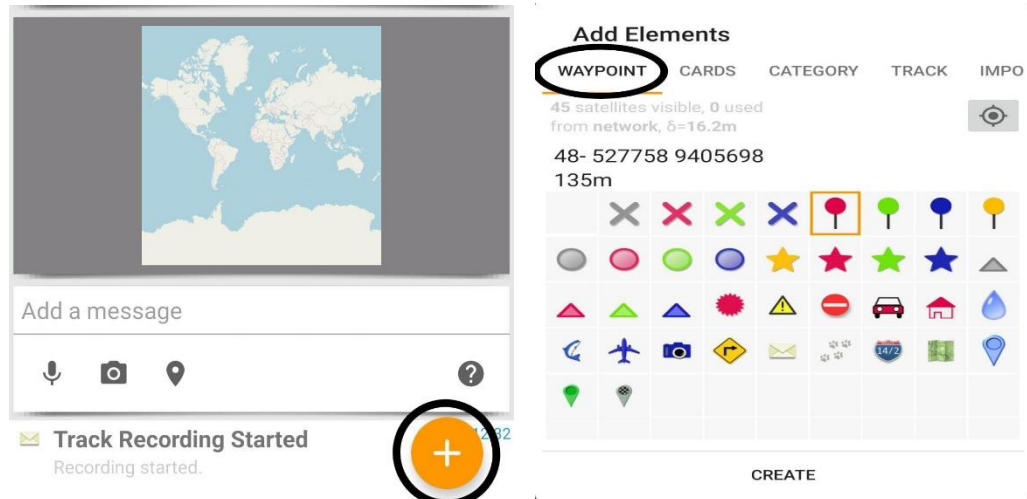 Add a message
Track Recording Started
12:32
Recording started.
Add Elements
WAYPOINT CARDS CATEGORY TRACK IMPO
45 satellites visible, 0 used
from network, δ=16.2m
48- 527758 9405698
135m
14/2
CREATE